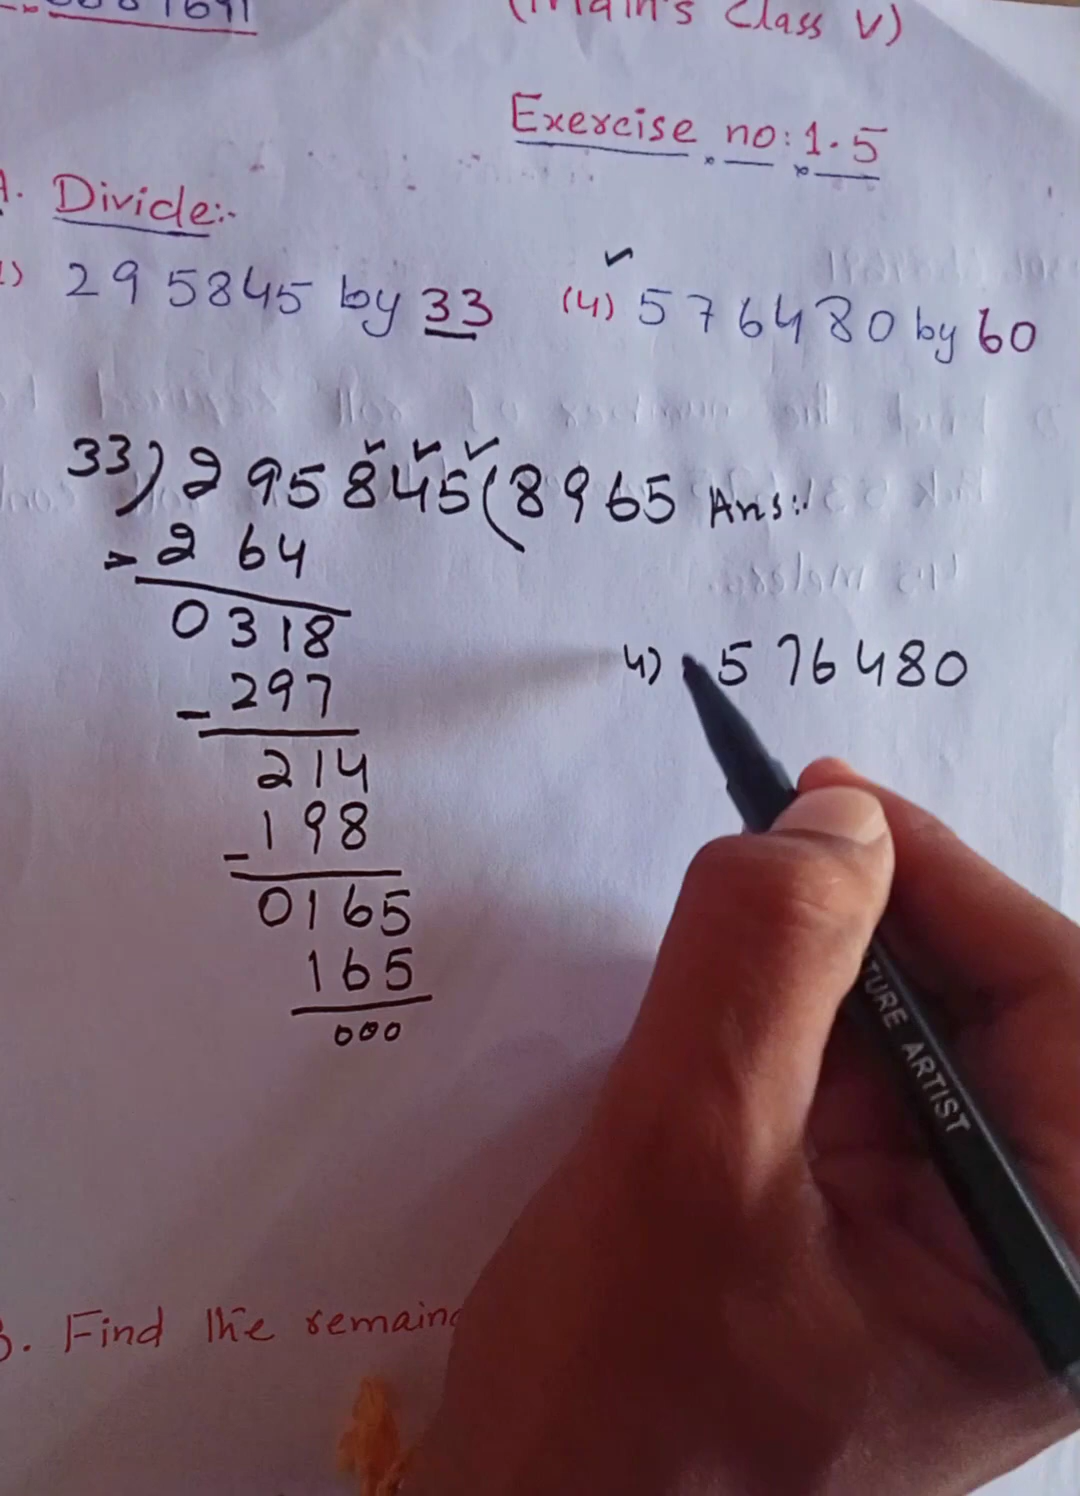 (Math's Class V)
Exercise no: 1.5
A. Divide:-
295845 by 33
(4) 576480 by 60
33)295845(8965 Ans:-
- 264
0318
- 297
214
- 198
0165
165
000
4) 576480
B. Find the
TURE ARTIST